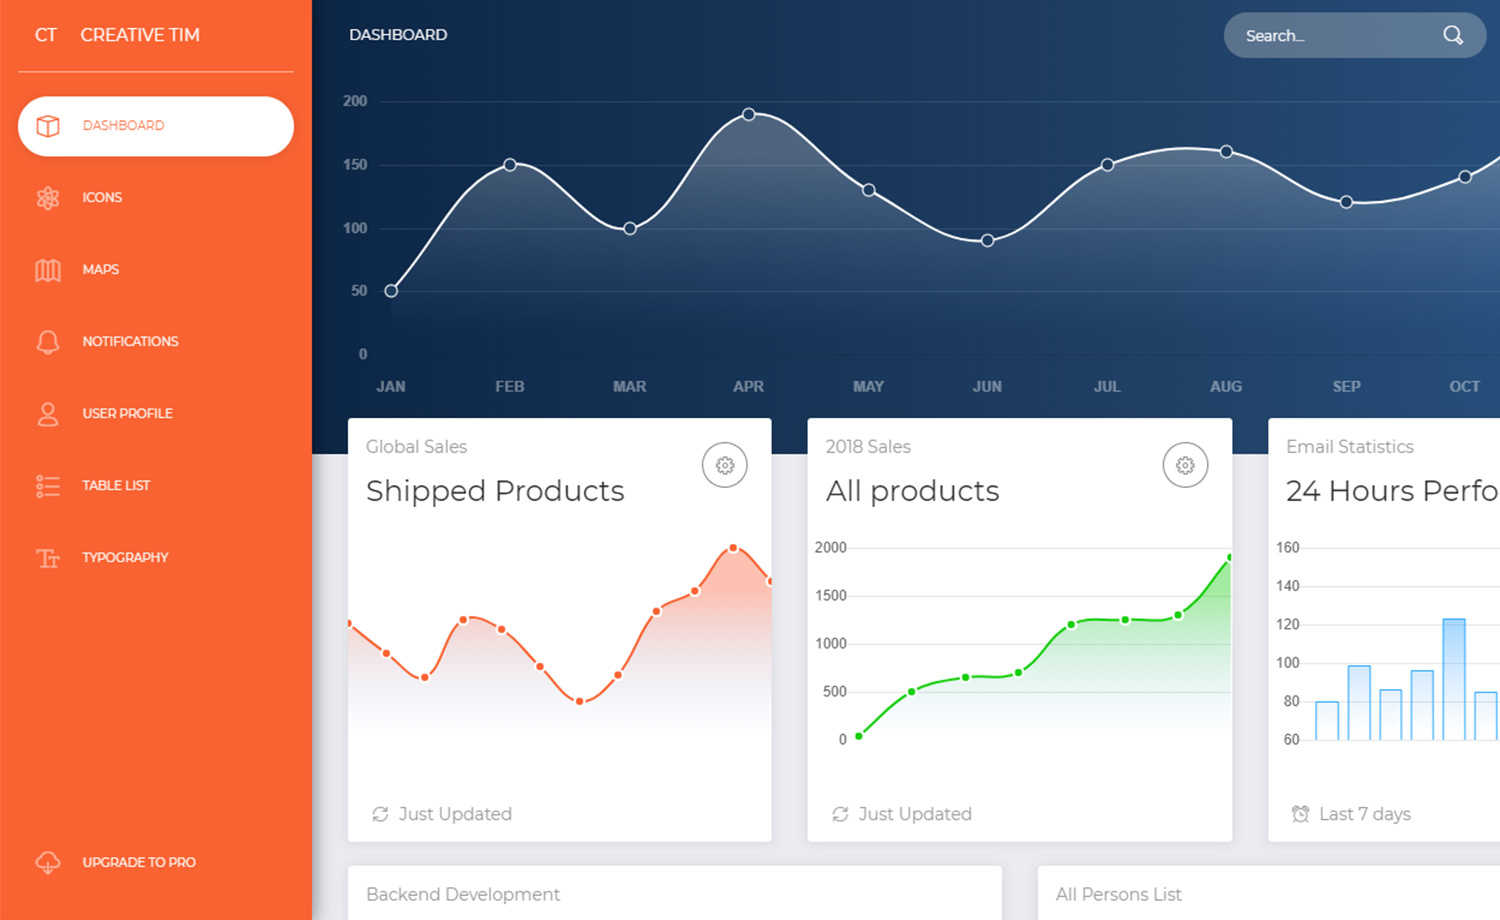 CT CREATIVE TIM
DASHBOARD
ICONS
MAPS
NOTIFICATIONS
USER PROFILE
TABLE LIST
TYPOGRAPHY
UPGRADE TO PRO
DASHBOARD
Search...
200
150
100
50
0
JAN FEB MAR APR MAY JUN JUL AUG SEP OCT
Global Sales
Shipped Products
Just Updated
2018 Sales
All products
2000
1500
1000
500
0
Just Updated
Email Statistics
24 Hours Perfo
160
140
120
100
80
60
Last 7 days
Backend Development
All Persons List